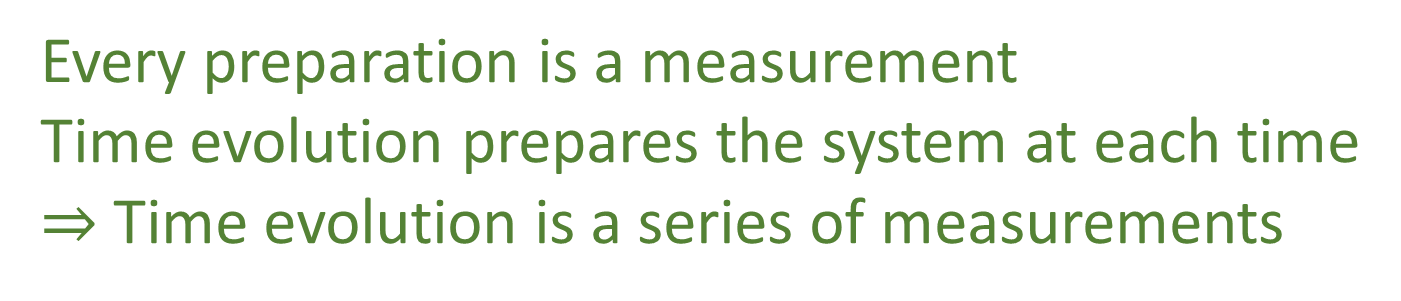 Every preparation is a measurement
Time evolution prepares the system at each time
⇒ Time evolution is a series of measurements